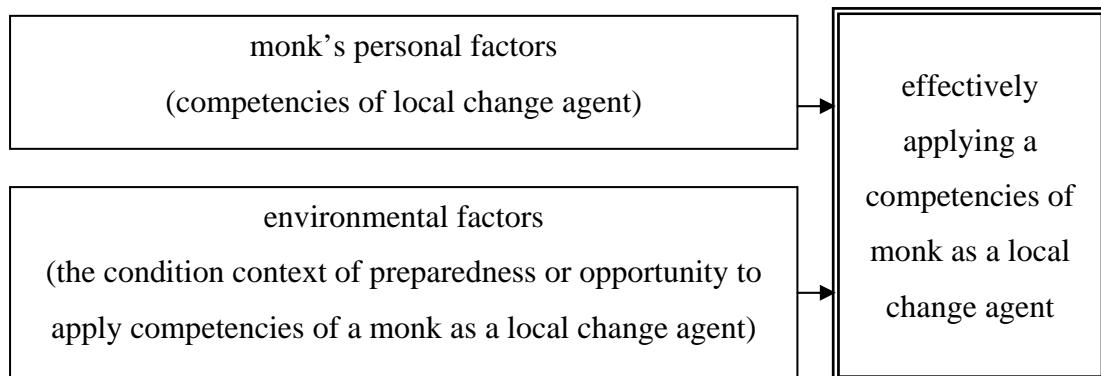 monk’s personal factors
(competencies of local change agent)
environmental factors
(the condition context of preparedness or opportunity to
apply competencies of a monk as a local change agent)
effectively
applying a
competencies of
monk as a local
change agent